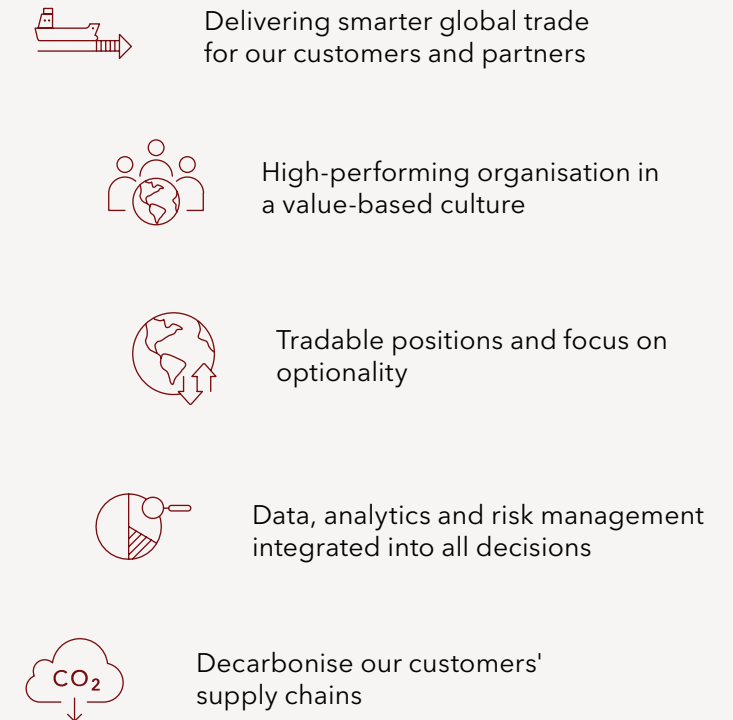 Delivering smarter global trade
for our customers and partners
High-performing organisation in
a value-based culture
Tradable positions and focus on
optionality
Data, analytics and risk management
integrated into all decisions
CO₂
Decarbonise our customers'
supply chains